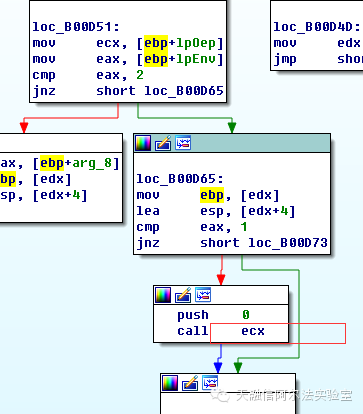 loc_B00D51:
mov ecx, [ebp+lpOep]
mov eax, [ebp+lpEnv]
cmp eax, 2
jnz short loc_B00D65
loc_B00D4D:
mov edx
jmp shor
ax, [ebp+arg_8]
bp, [edx]
sp, [edx+4]
loc_B00D65:
mov ebp, [edx]
lea esp, [edx+4]
cmp eax, 1
jnz short loc_B00D73
push 0
call ecx
天融信阿尔法实验室